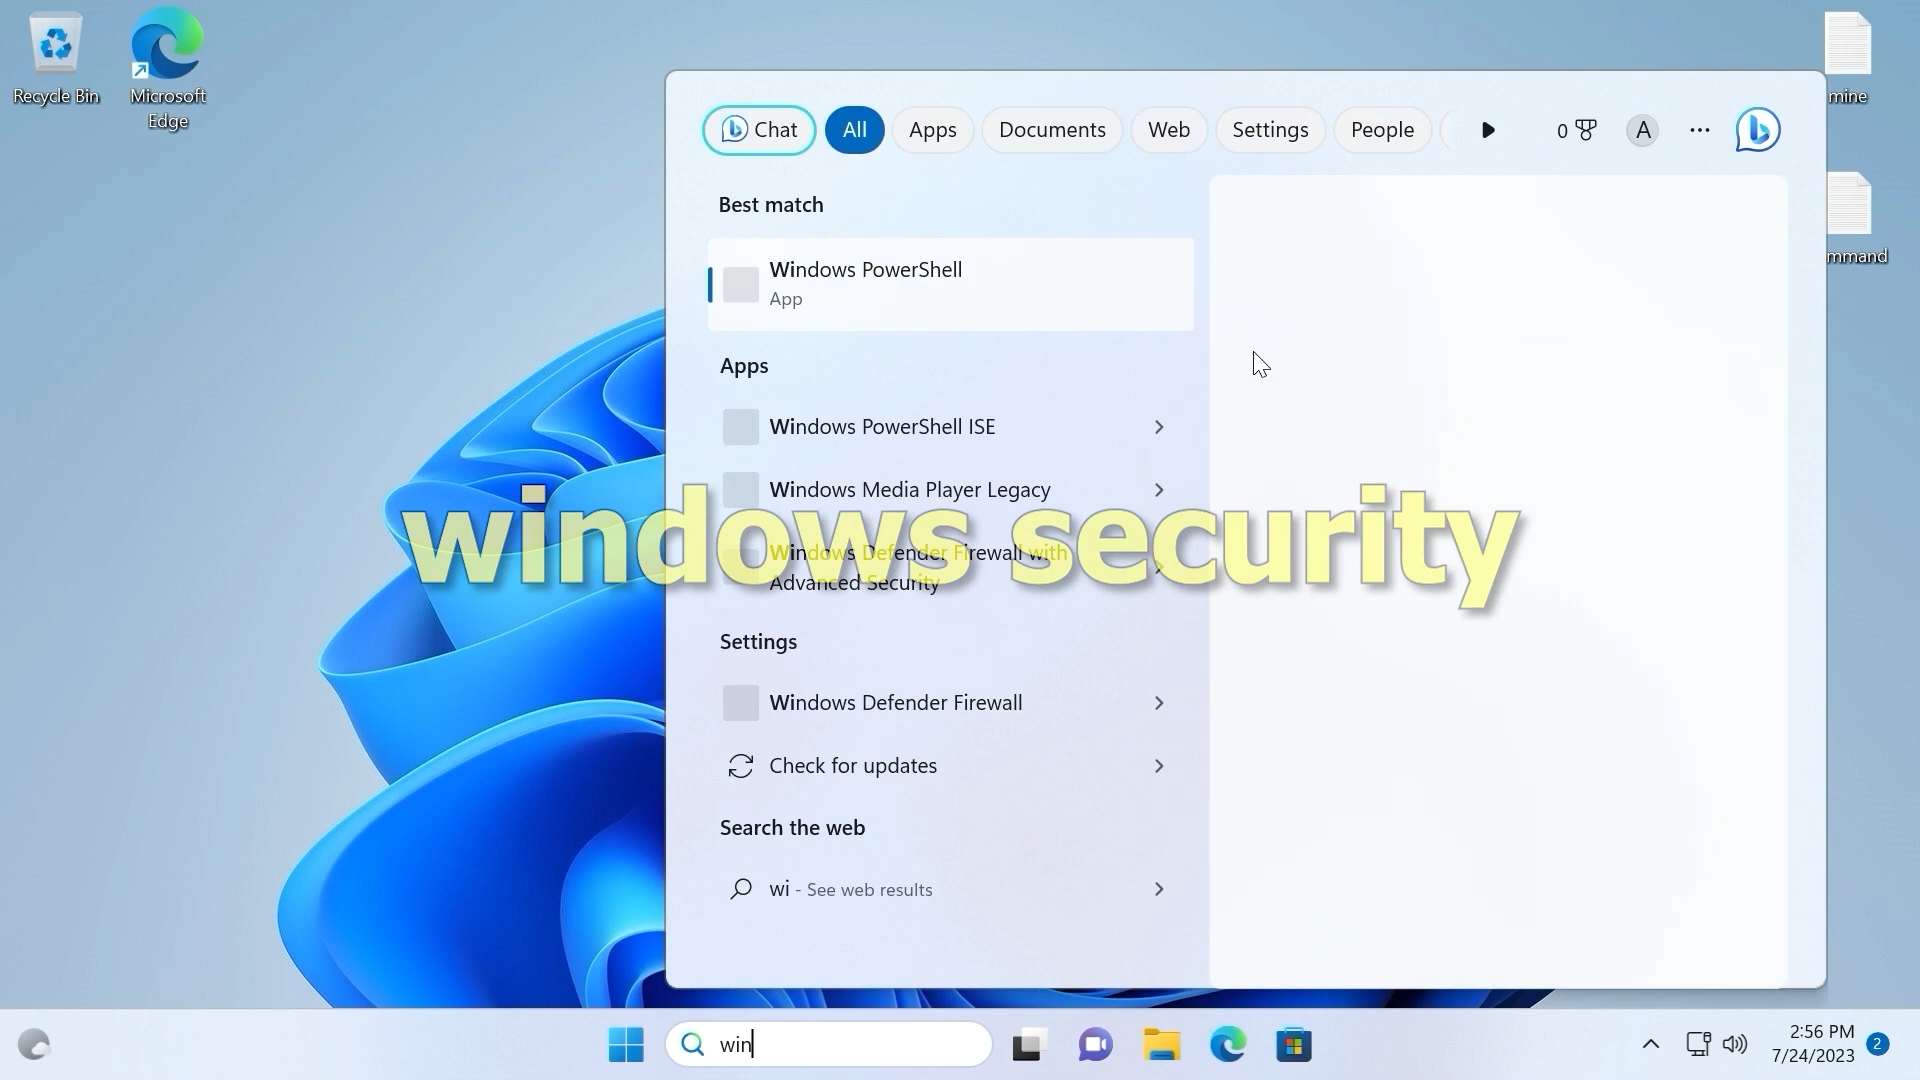 Recycle Bin
Microsoft
Edge
mine
mmand
Chat
All
Apps
Documents
Web
Settings
People
0
A
Best match
Windows PowerShell
App
Apps
Windows PowerShell ISE
Windows Media Player Legacy
windows security
Windows Defender Firewall with
Advanced Security
Settings
Windows Defender Firewall
Check for updates
Search the web
wi - See web results
win
2:56 PM
7/24/2023
2